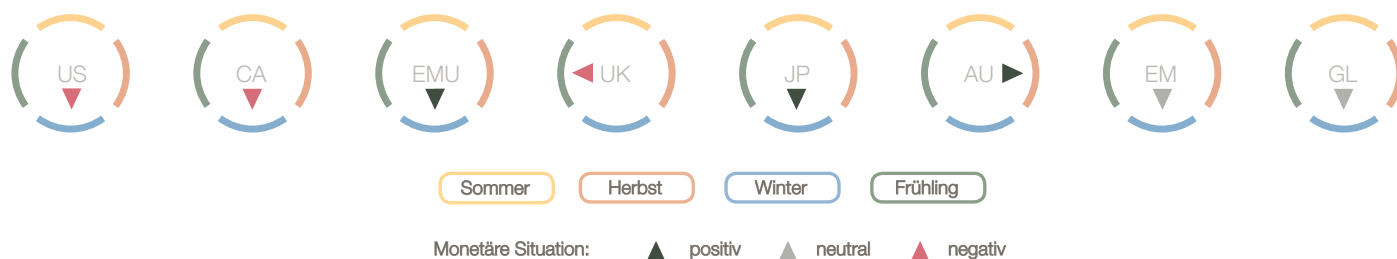 US CA EMU UK JP AU EM GL
Sommer Herbst Winter Frühling
Monetäre Situation: positiv neutral negativ